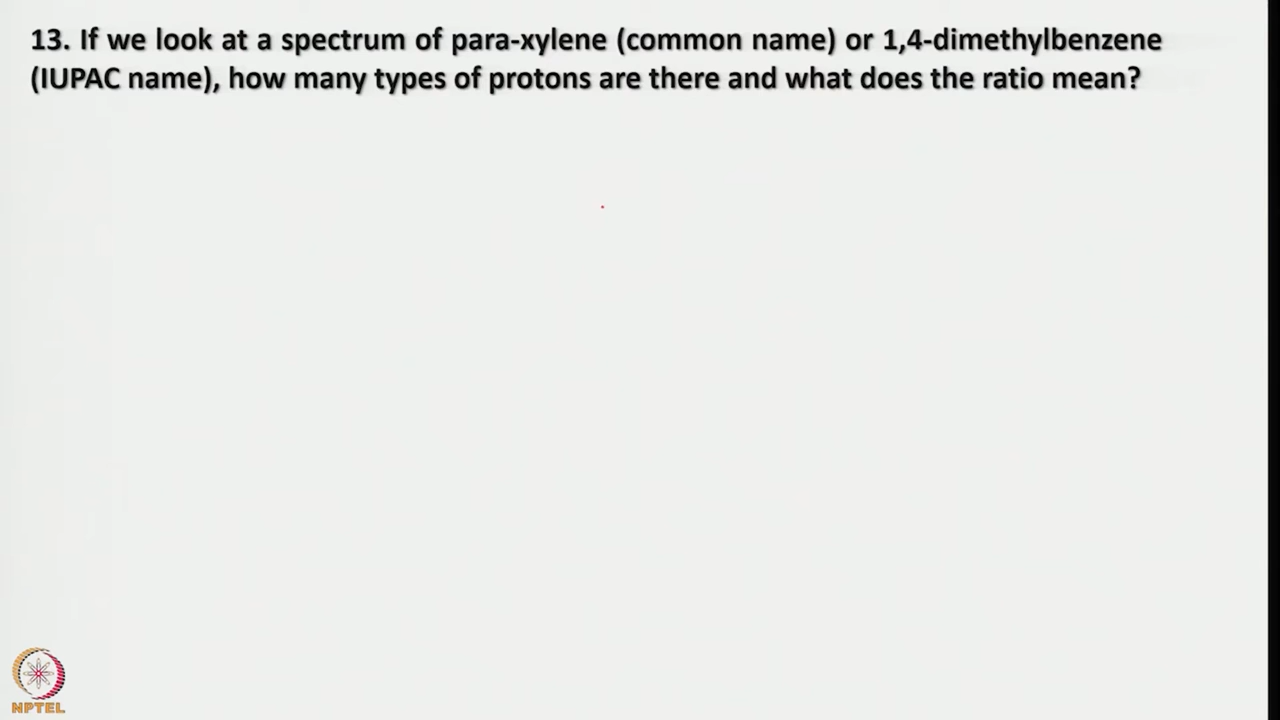 13. If we look at a spectrum of para-xylene (common name) or 1,4-dimethylbenzene
(IUPAC name), how many types of protons are there and what does the ratio mean?
NPTEL